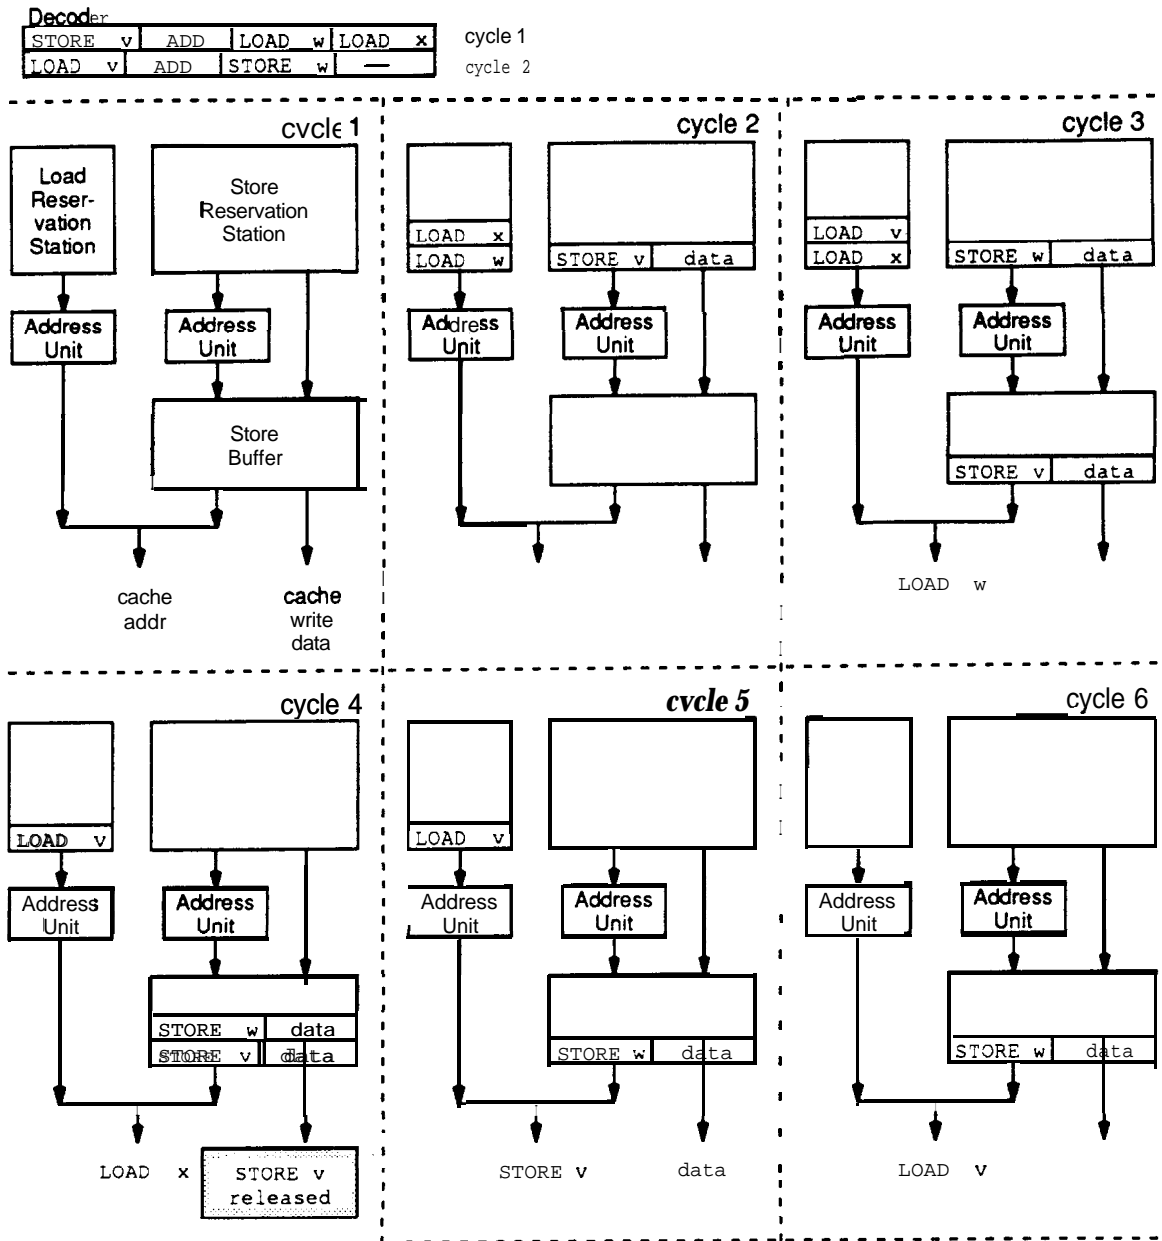 Decoder
STORE v ADD LOAD w LOAD x cycle 1
LOAD v ADD STORE w — cycle 2
cvcle 1
Load
Reser-
vation
Station
Store
Reservation
Station
Address
Unit
Address
Unit
Store
Buffer
cache
addr
cache
write
data
cycle 2
LOAD x
LOAD w
STORE v data
Address
Unit
Address
Unit
cycle 3
LOAD v
LOAD x
STORE w data
Address
Unit
Address
Unit
STORE v data
LOAD w
cycle 4
LOAD v
Address
Unit
Address
Unit
STORE w data
STORE v data
LOAD x
STORE v
released
cvcle 5
LOAD v
Address
Unit
Address
Unit
STORE w data
STORE v data
cycle 6
Address
Unit
Address
Unit
STORE w data
LOAD v